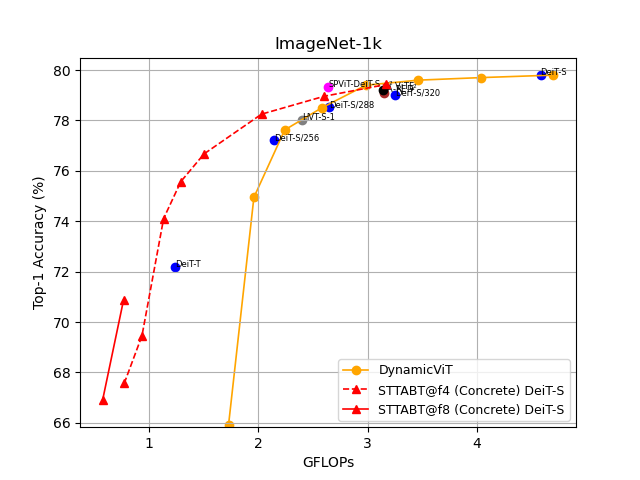 ImageNet-1k
80
78
76
74
72
70
68
66
Top-1 Accuracy (%)
DeiT-S
SPViT-DeiT-S
DeiT-S/320
DeiT-S/288
HVT-S-1
DeiT-S/256
DeiT-T
DynamicViT
STTABT@f4 (Concrete) DeiT-S
STTABT@f8 (Concrete) DeiT-S
1
2
3
4
GFLOPs